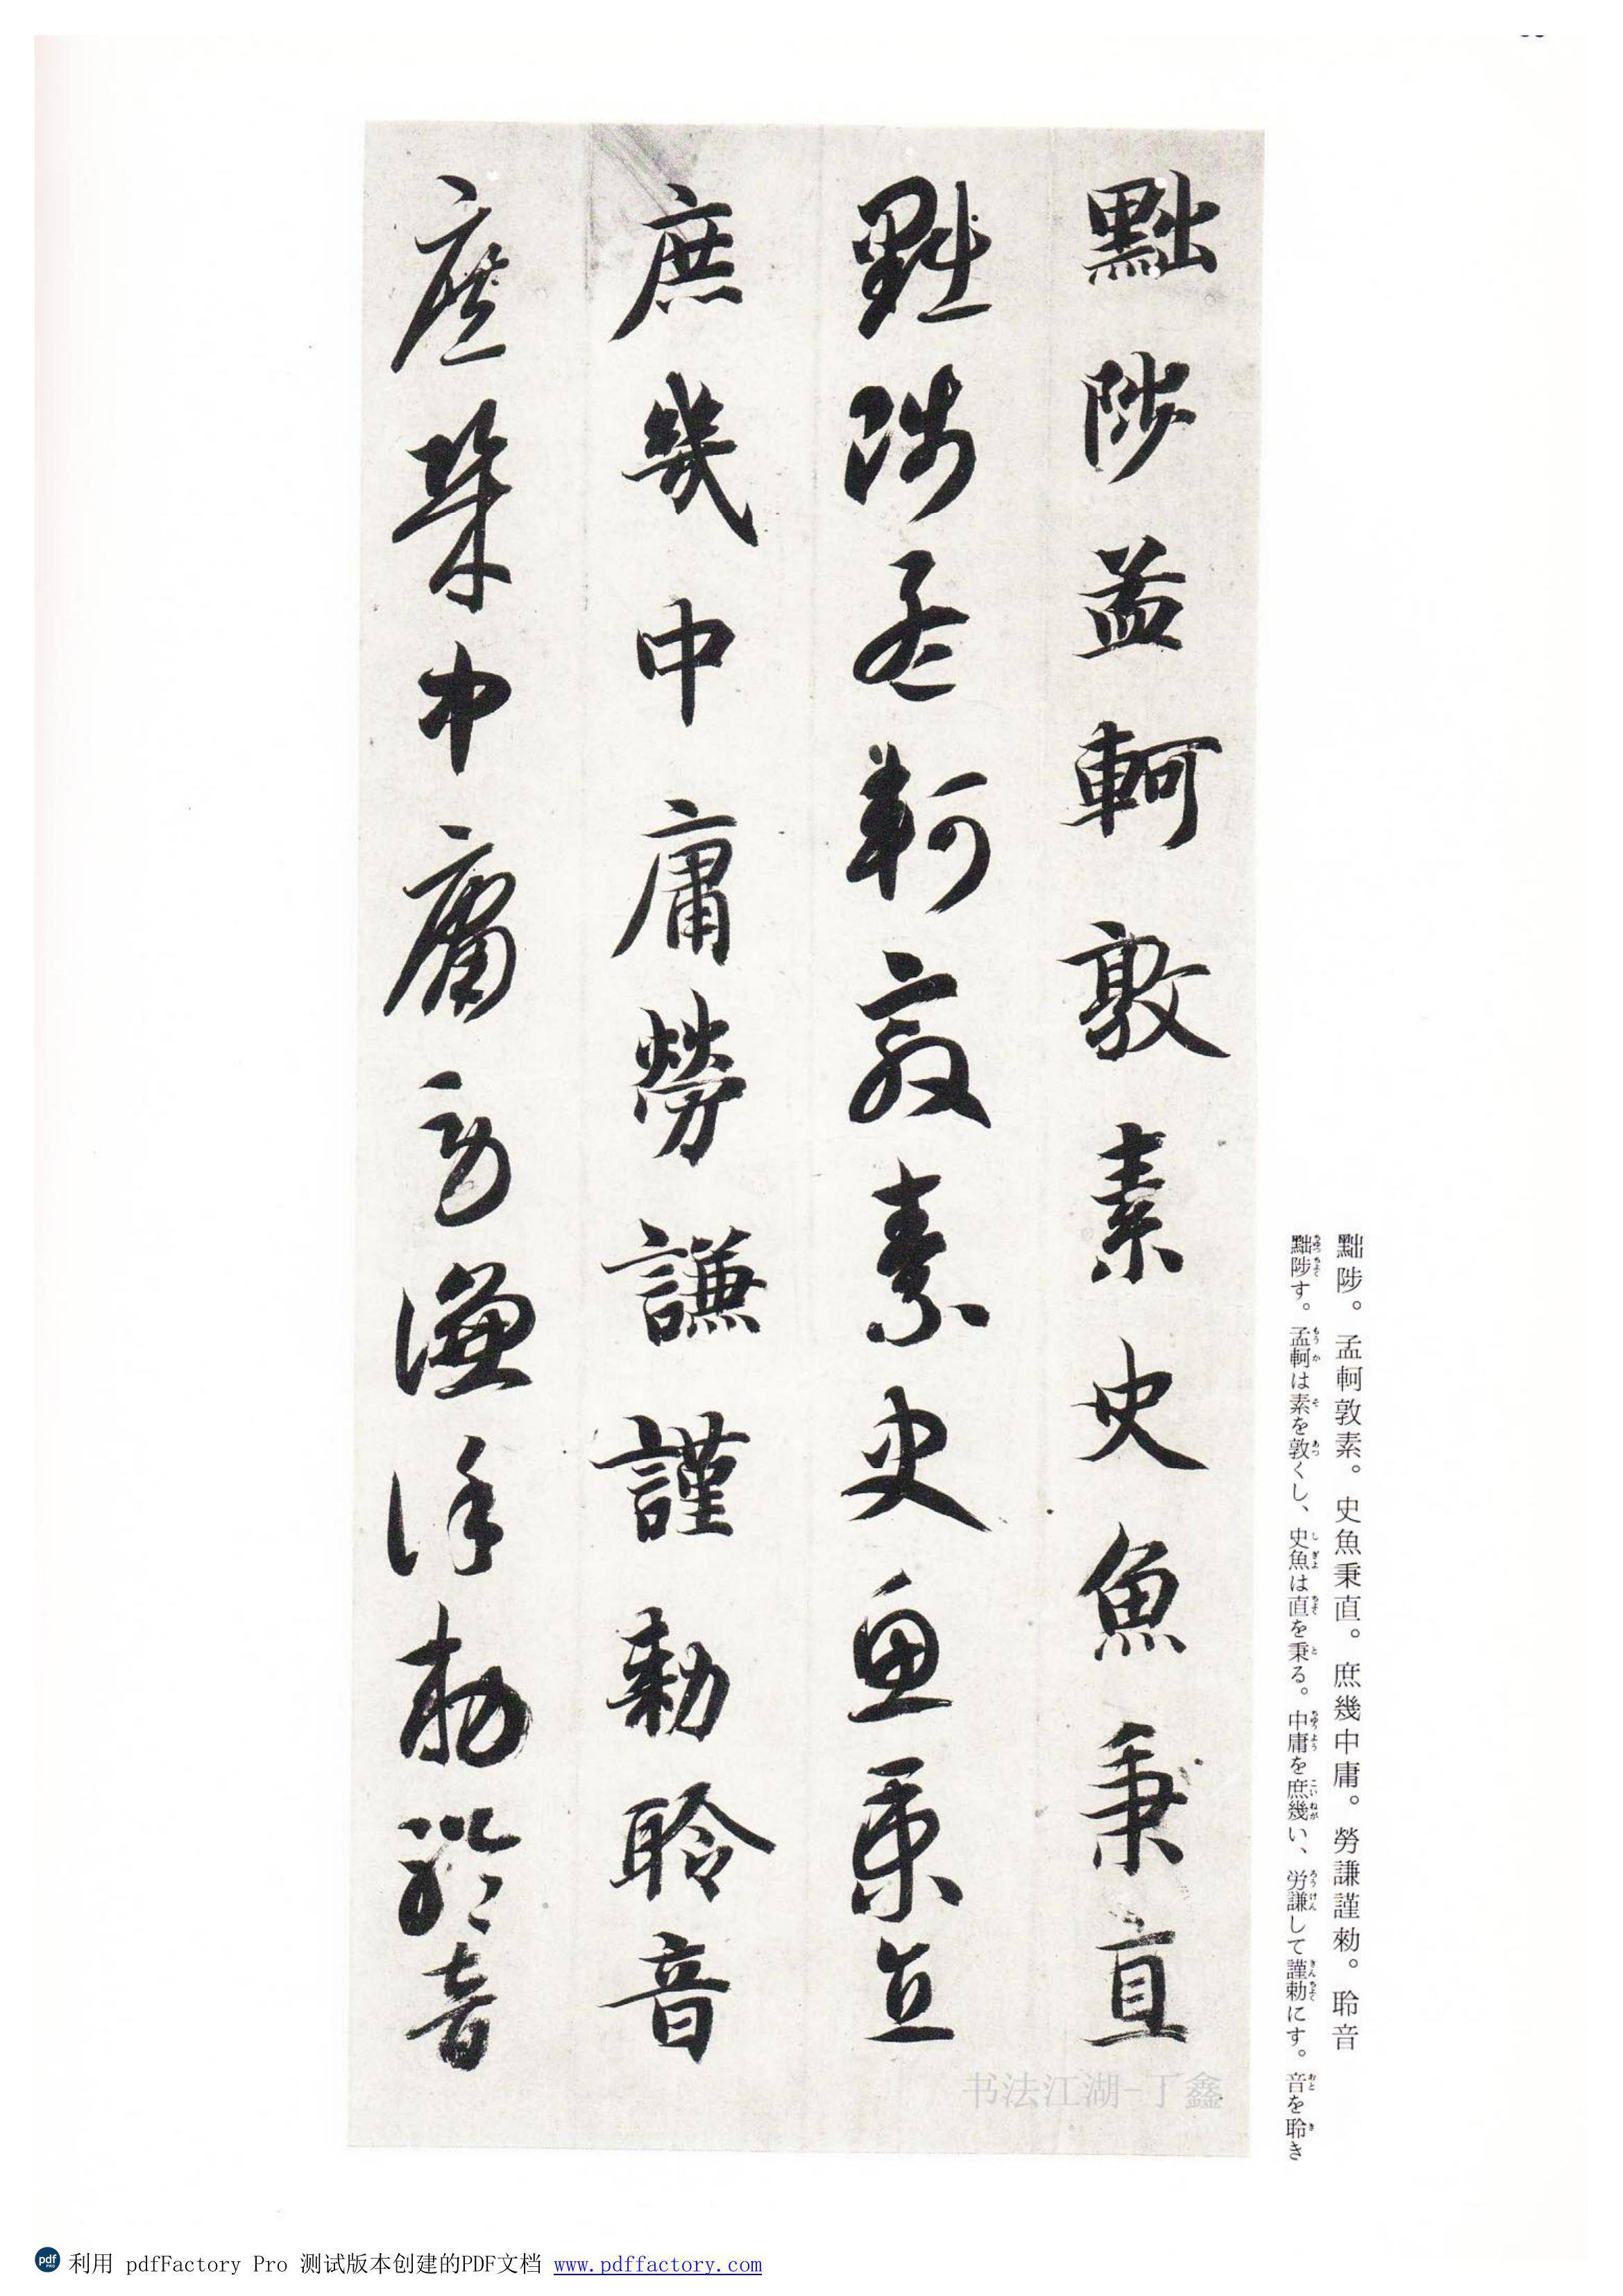 黜陟。孟軻敦素。史魚秉直。庶幾中庸。勞謙謹勑。聆音
黜陟す。孟軻は素を敦くし、史魚は直を秉る。中庸を庶幾い、労謙して謹勅にす。音を聆き
黜陟孟軻敦素史魚秉直
黜陟孟軻敦素史魚秉直
庶幾中庸勞謙謹勑聆音
庶幾中庸勞謙謹勑聆音
书法江湖-丁鑫
利用 pdfFactory Pro 测试版本创建的PDF文档 www.pdffactory.com